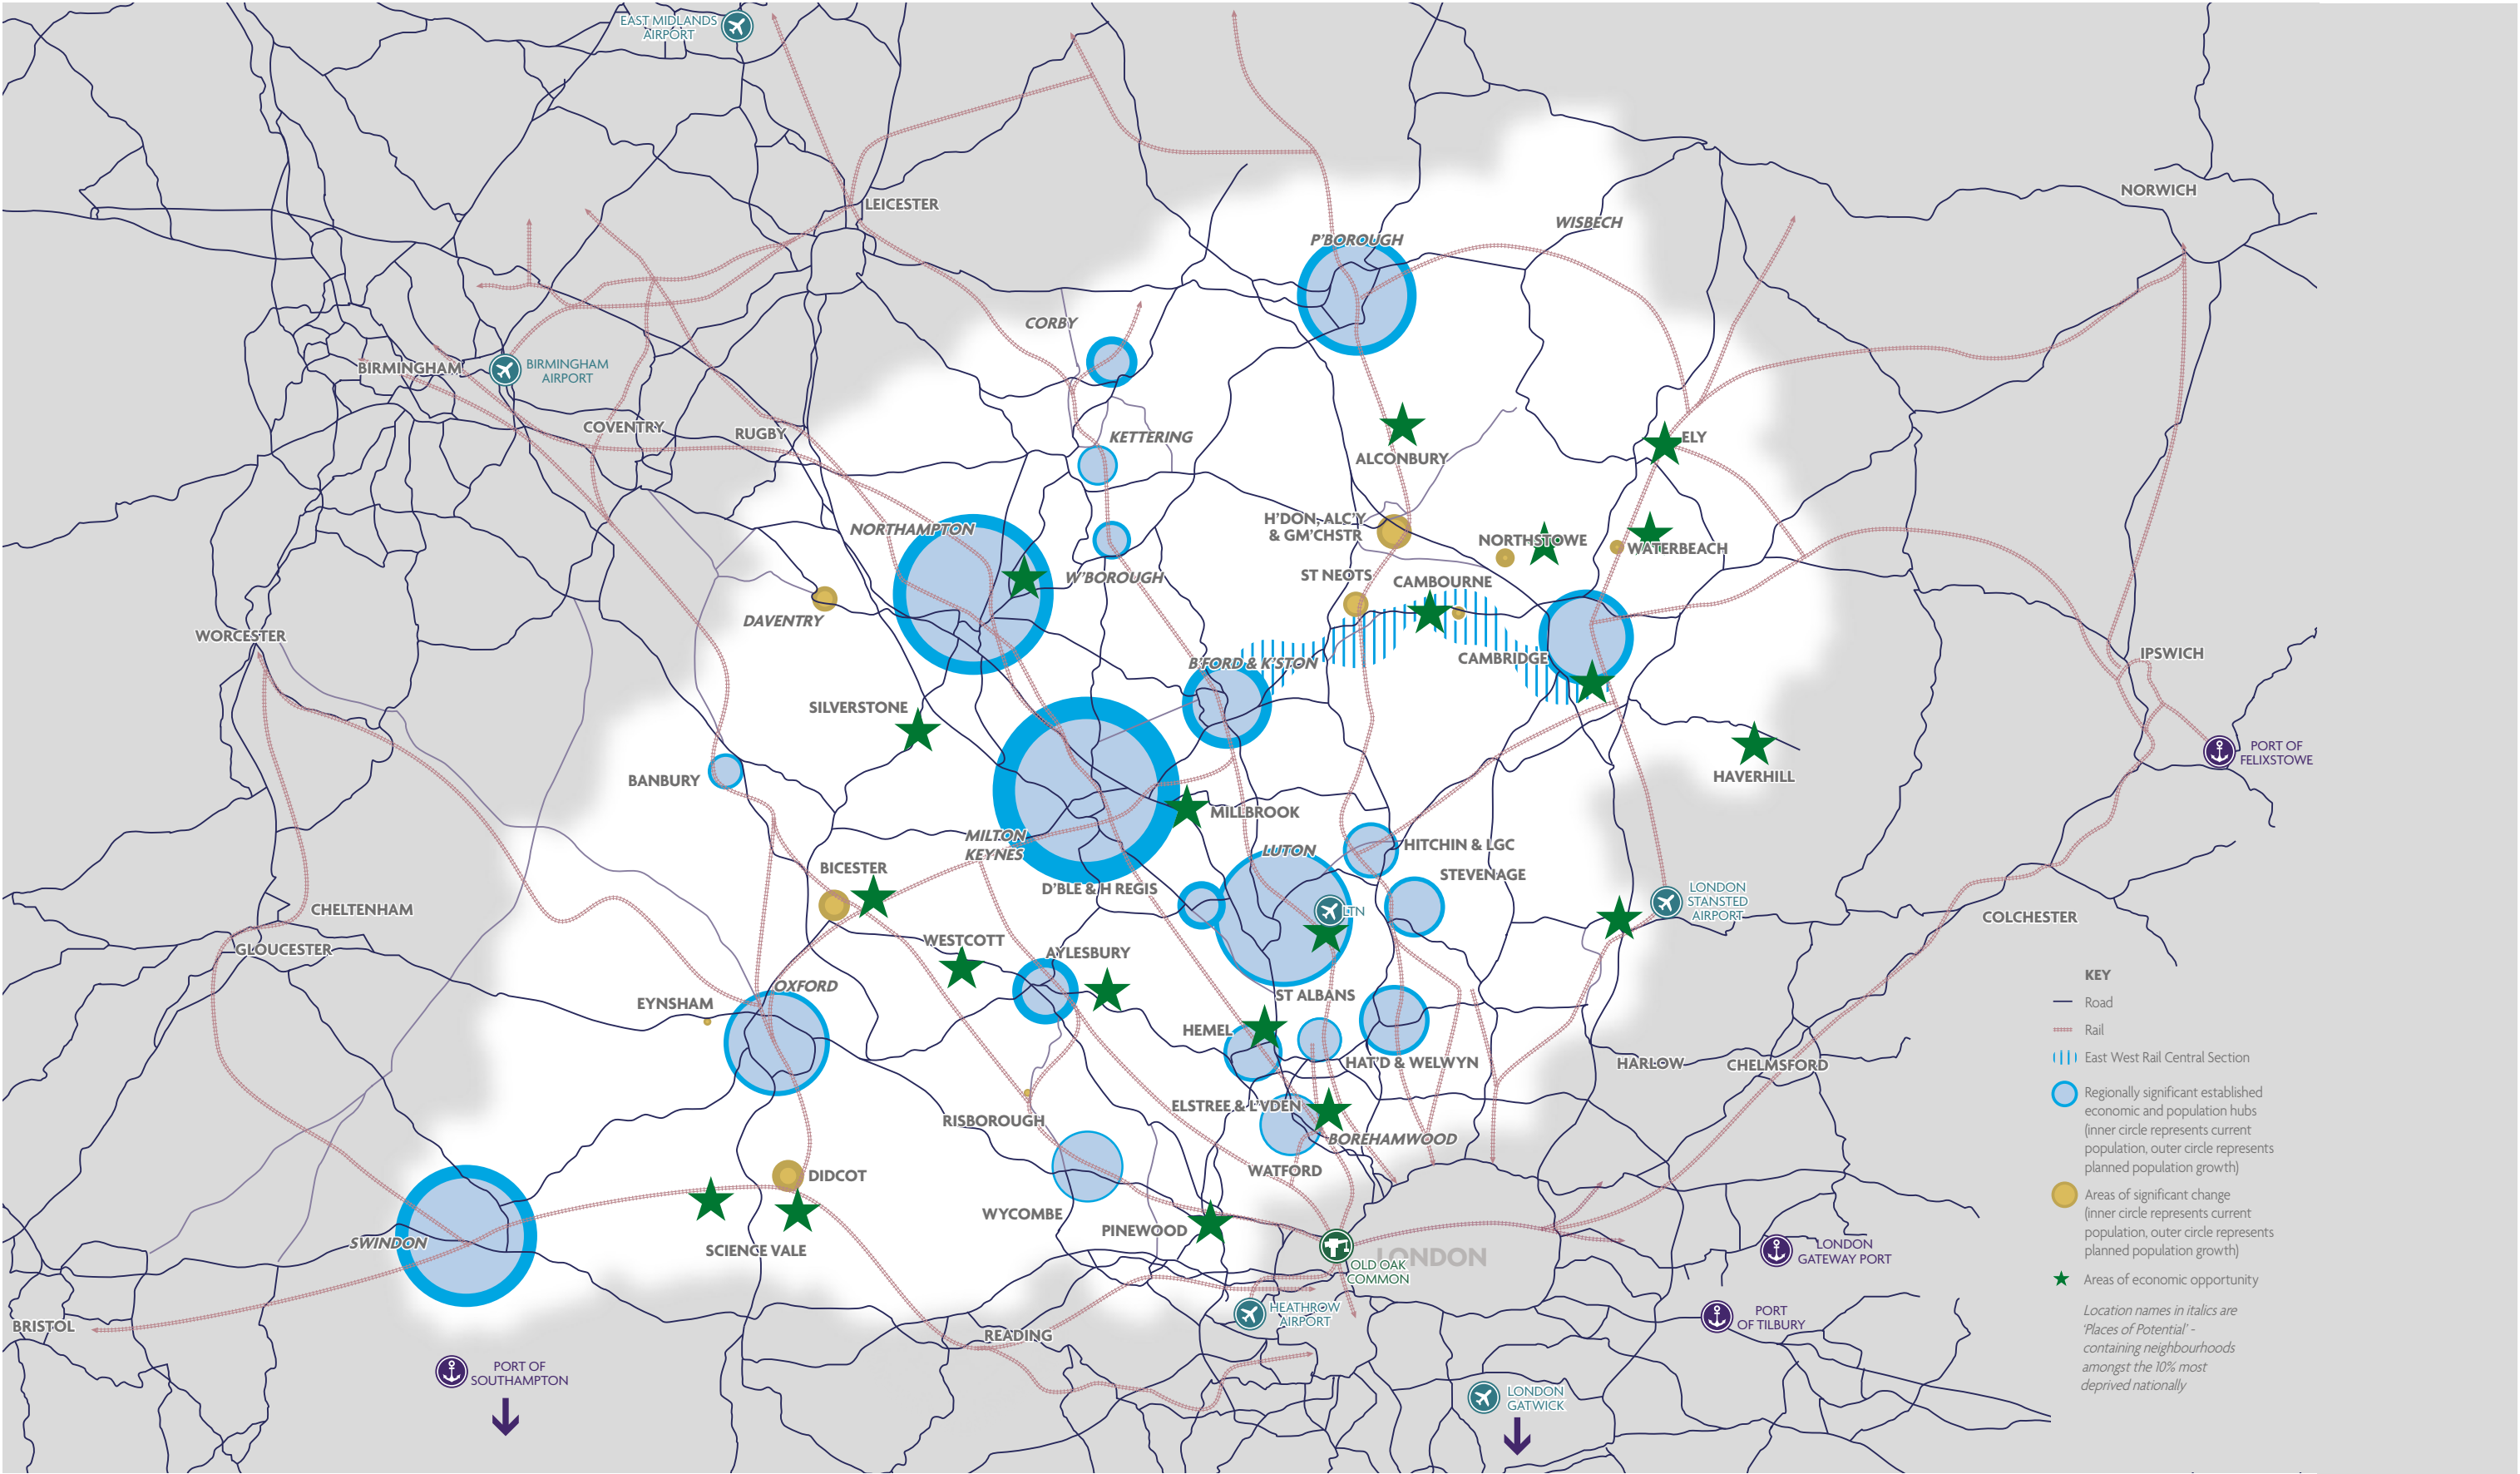 EAST MIDLANDS
AIRPORT
LEICESTER
NORWICH
WISBECH
P'BOROUGH
CORBY
BIRMINGHAM
BIRMINGHAM
AIRPORT
COVENTRY
RUGBY
KETTERING
ALCONBURY
ELY
NORTHAMPTON
H'DON, ALC'Y
& GM'CHSTR
NORTHSTOWE
WATERBEACH
W'BOROUGH
ST NEOTS
CAMBOURNE
DAVENTRY
WORCESTER
B'FORD & K'STON
CAMBRIDGE
IPSWICH
SILVERSTONE
PORT OF
FELIXSTOWE
BANBURY
HAVERHILL
MILLBROOK
MILTON
KEYNES
LUTON
HITCHIN & LGC
BICESTER
STEVENAGE
D'BLE & H REGIS
LTN
LONDON
STANSTED
AIRPORT
CHELTENHAM
COLCHESTER
GLOUCESTER
WESTCOTT
AYLESBURY
OXFORD
EYNSHAM
ST ALBANS
HEMEL
HAT'D & WELWYN
HARLOW
CHELMSFORD
RISBOROUGH
ELSTREE & L'VDEN
BOREHAMWOOD
WATFORD
DIDCOT
WYCOMBE
PINEWOOD
SWINDON
SCIENCE VALE
LONDON
OLD OAK
COMMON
LONDON
GATEWAY PORT
HEATHROW
AIRPORT
PORT
OF TILBURY
BRISTOL
READING
PORT OF
SOUTHAMPTON
LONDON
GATWICK
KEY
Road
Rail
East West Rail Central Section
Regionally significant established
economic and population hubs
(inner circle represents current
population, outer circle represents
planned population growth)
Areas of significant change
(inner circle represents current
population, outer circle represents
planned population growth)
Areas of economic opportunity
Location names in italics are
'Places of Potential' -
containing neighbourhoods
amongst the 10% most
deprived nationally